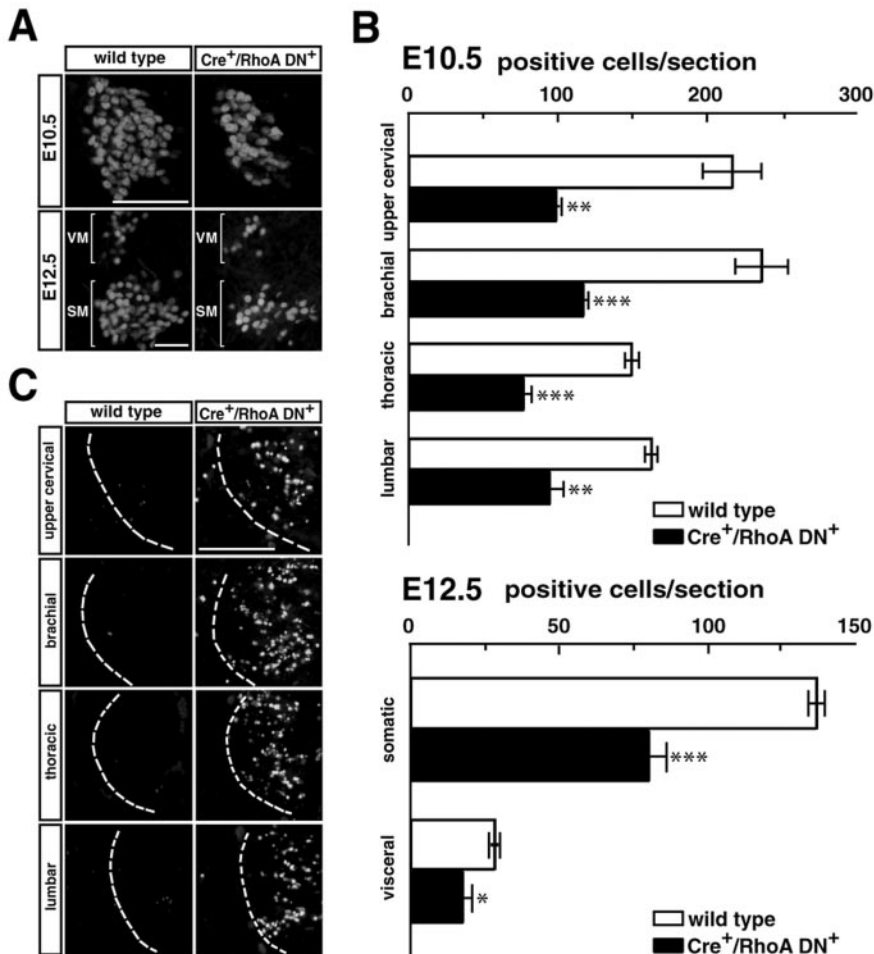 A
wild type
Cre+/RhoA DN+
E10.5
E12.5
VM
VM
SM
SM
B
E10.5 positive cells/section
0 100 200 300
upper cervical
**
brachial
***
thoracic
***
lumbar
**
wild type
Cre+/RhoA DN+
E12.5 positive cells/section
0 50 100 150
somatic
***
visceral
*
wild type
Cre+/RhoA DN+
C
wild type
Cre+/RhoA DN+
upper cervical
brachial
thoracic
lumbar